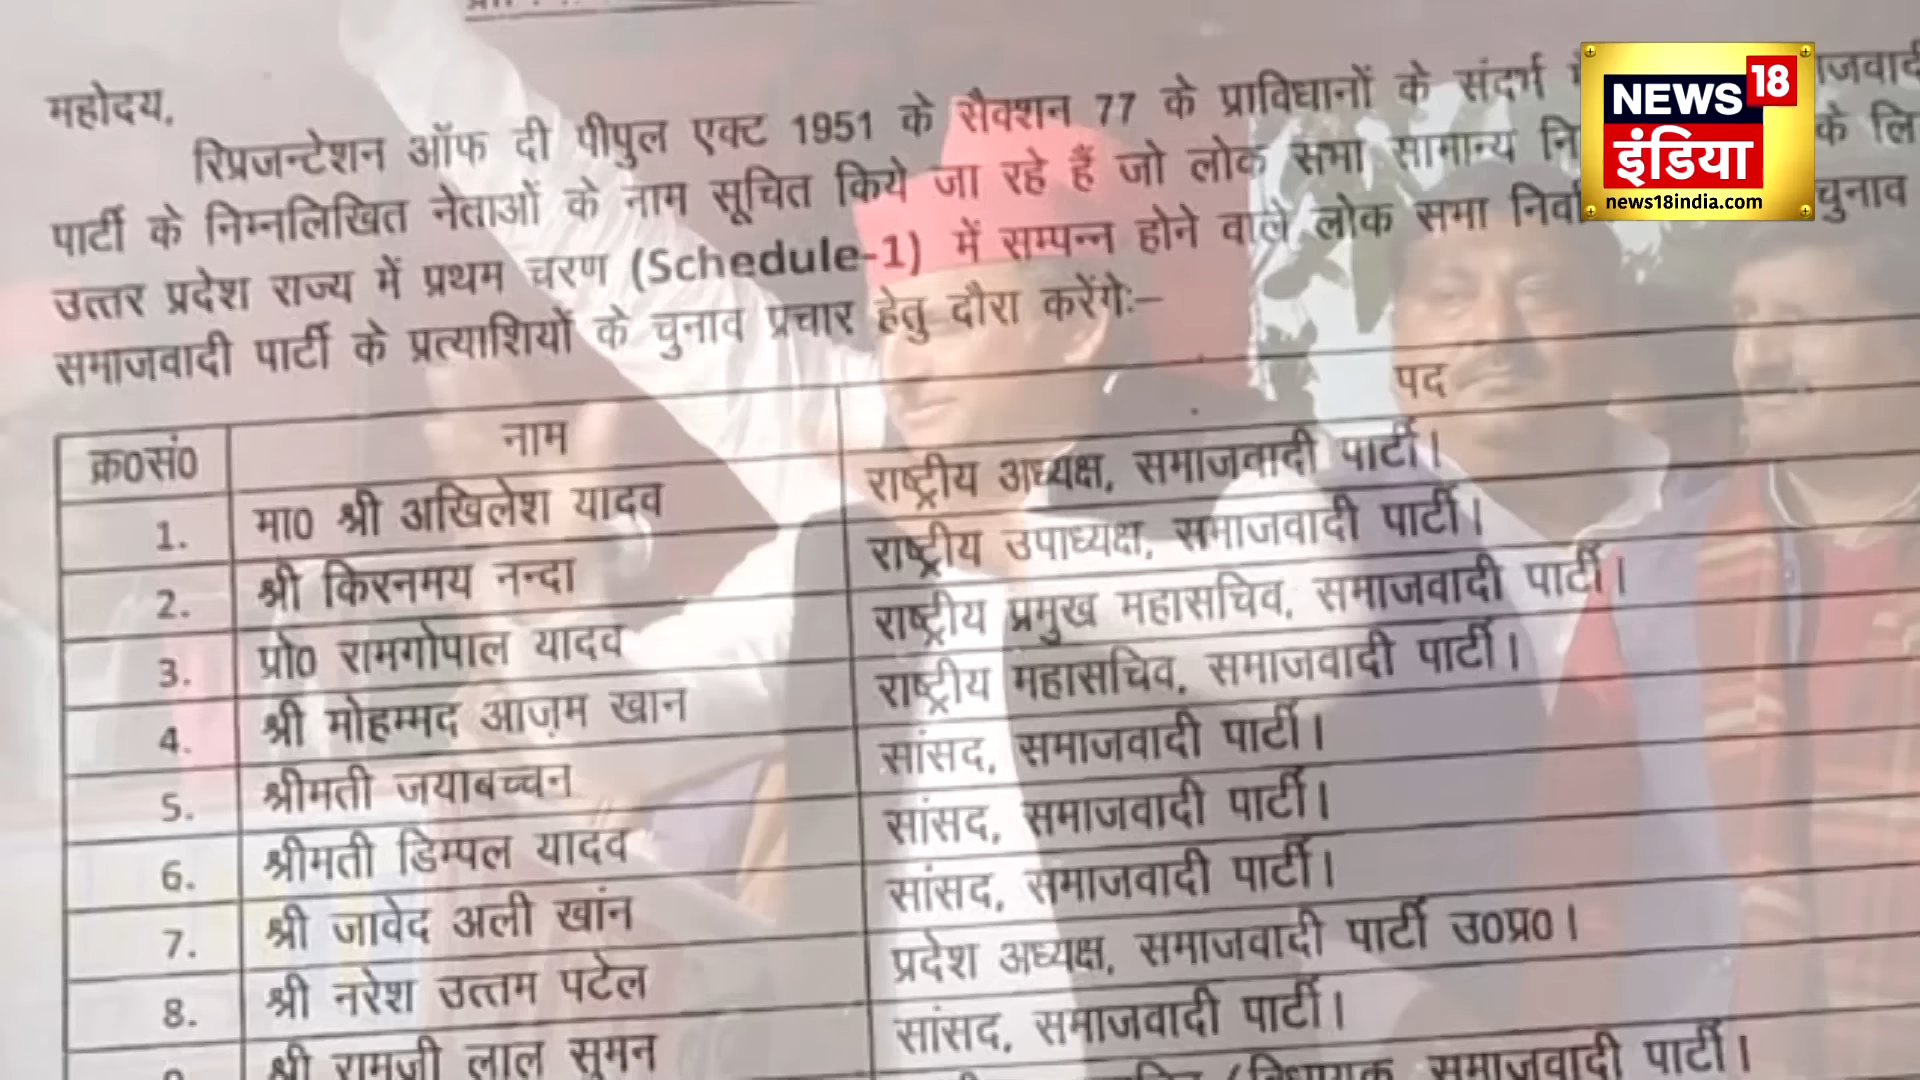 महोदय,
रिप्रजन्टेशन ऑफ दी पीपुल एक्ट 1951 के सैक्शन 77 के प्राविधानों के संदर्भ
पार्टी के निम्नलिखित नेताओं के नाम सूचित किये जा रहे हैं जो लोक सभा सामान्य
उत्तर प्रदेश राज्य में प्रथम चरण (Schedule-1) में सम्पन्न होने वाले लोक सभा चुनाव
समाजवादी पार्टी के प्रत्याशियों के चुनाव प्रचार हेतु दौरा करेंगेः–
क्र0सं0 नाम पद
1. मा0 श्री अखिलेश यादव राष्ट्रीय अध्यक्ष, समाजवादी पार्टी।
2. श्री किरनमय नन्दा राष्ट्रीय उपाध्यक्ष, समाजवादी पार्टी।
3. प्रो0 रामगोपाल यादव राष्ट्रीय प्रमुख महासचिव, समाजवादी पार्टी।
4. श्री मोहम्मद आज़म खान राष्ट्रीय महासचिव, समाजवादी पार्टी।
5. श्रीमती जयाबच्चन सांसद, समाजवादी पार्टी।
6. श्रीमती डिम्पल यादव सांसद, समाजवादी पार्टी।
7. श्री जावेद अली खांन सांसद, समाजवादी पार्टी।
8. श्री नरेश उत्तम पटेल प्रदेश अध्यक्ष, समाजवादी पार्टी उ0प्र0।
श्री रामजी लाल सुमन सांसद, समाजवादी पार्टी।
समाजवादी पार्टी।
NEWS 18
इंडिया
news18india.com